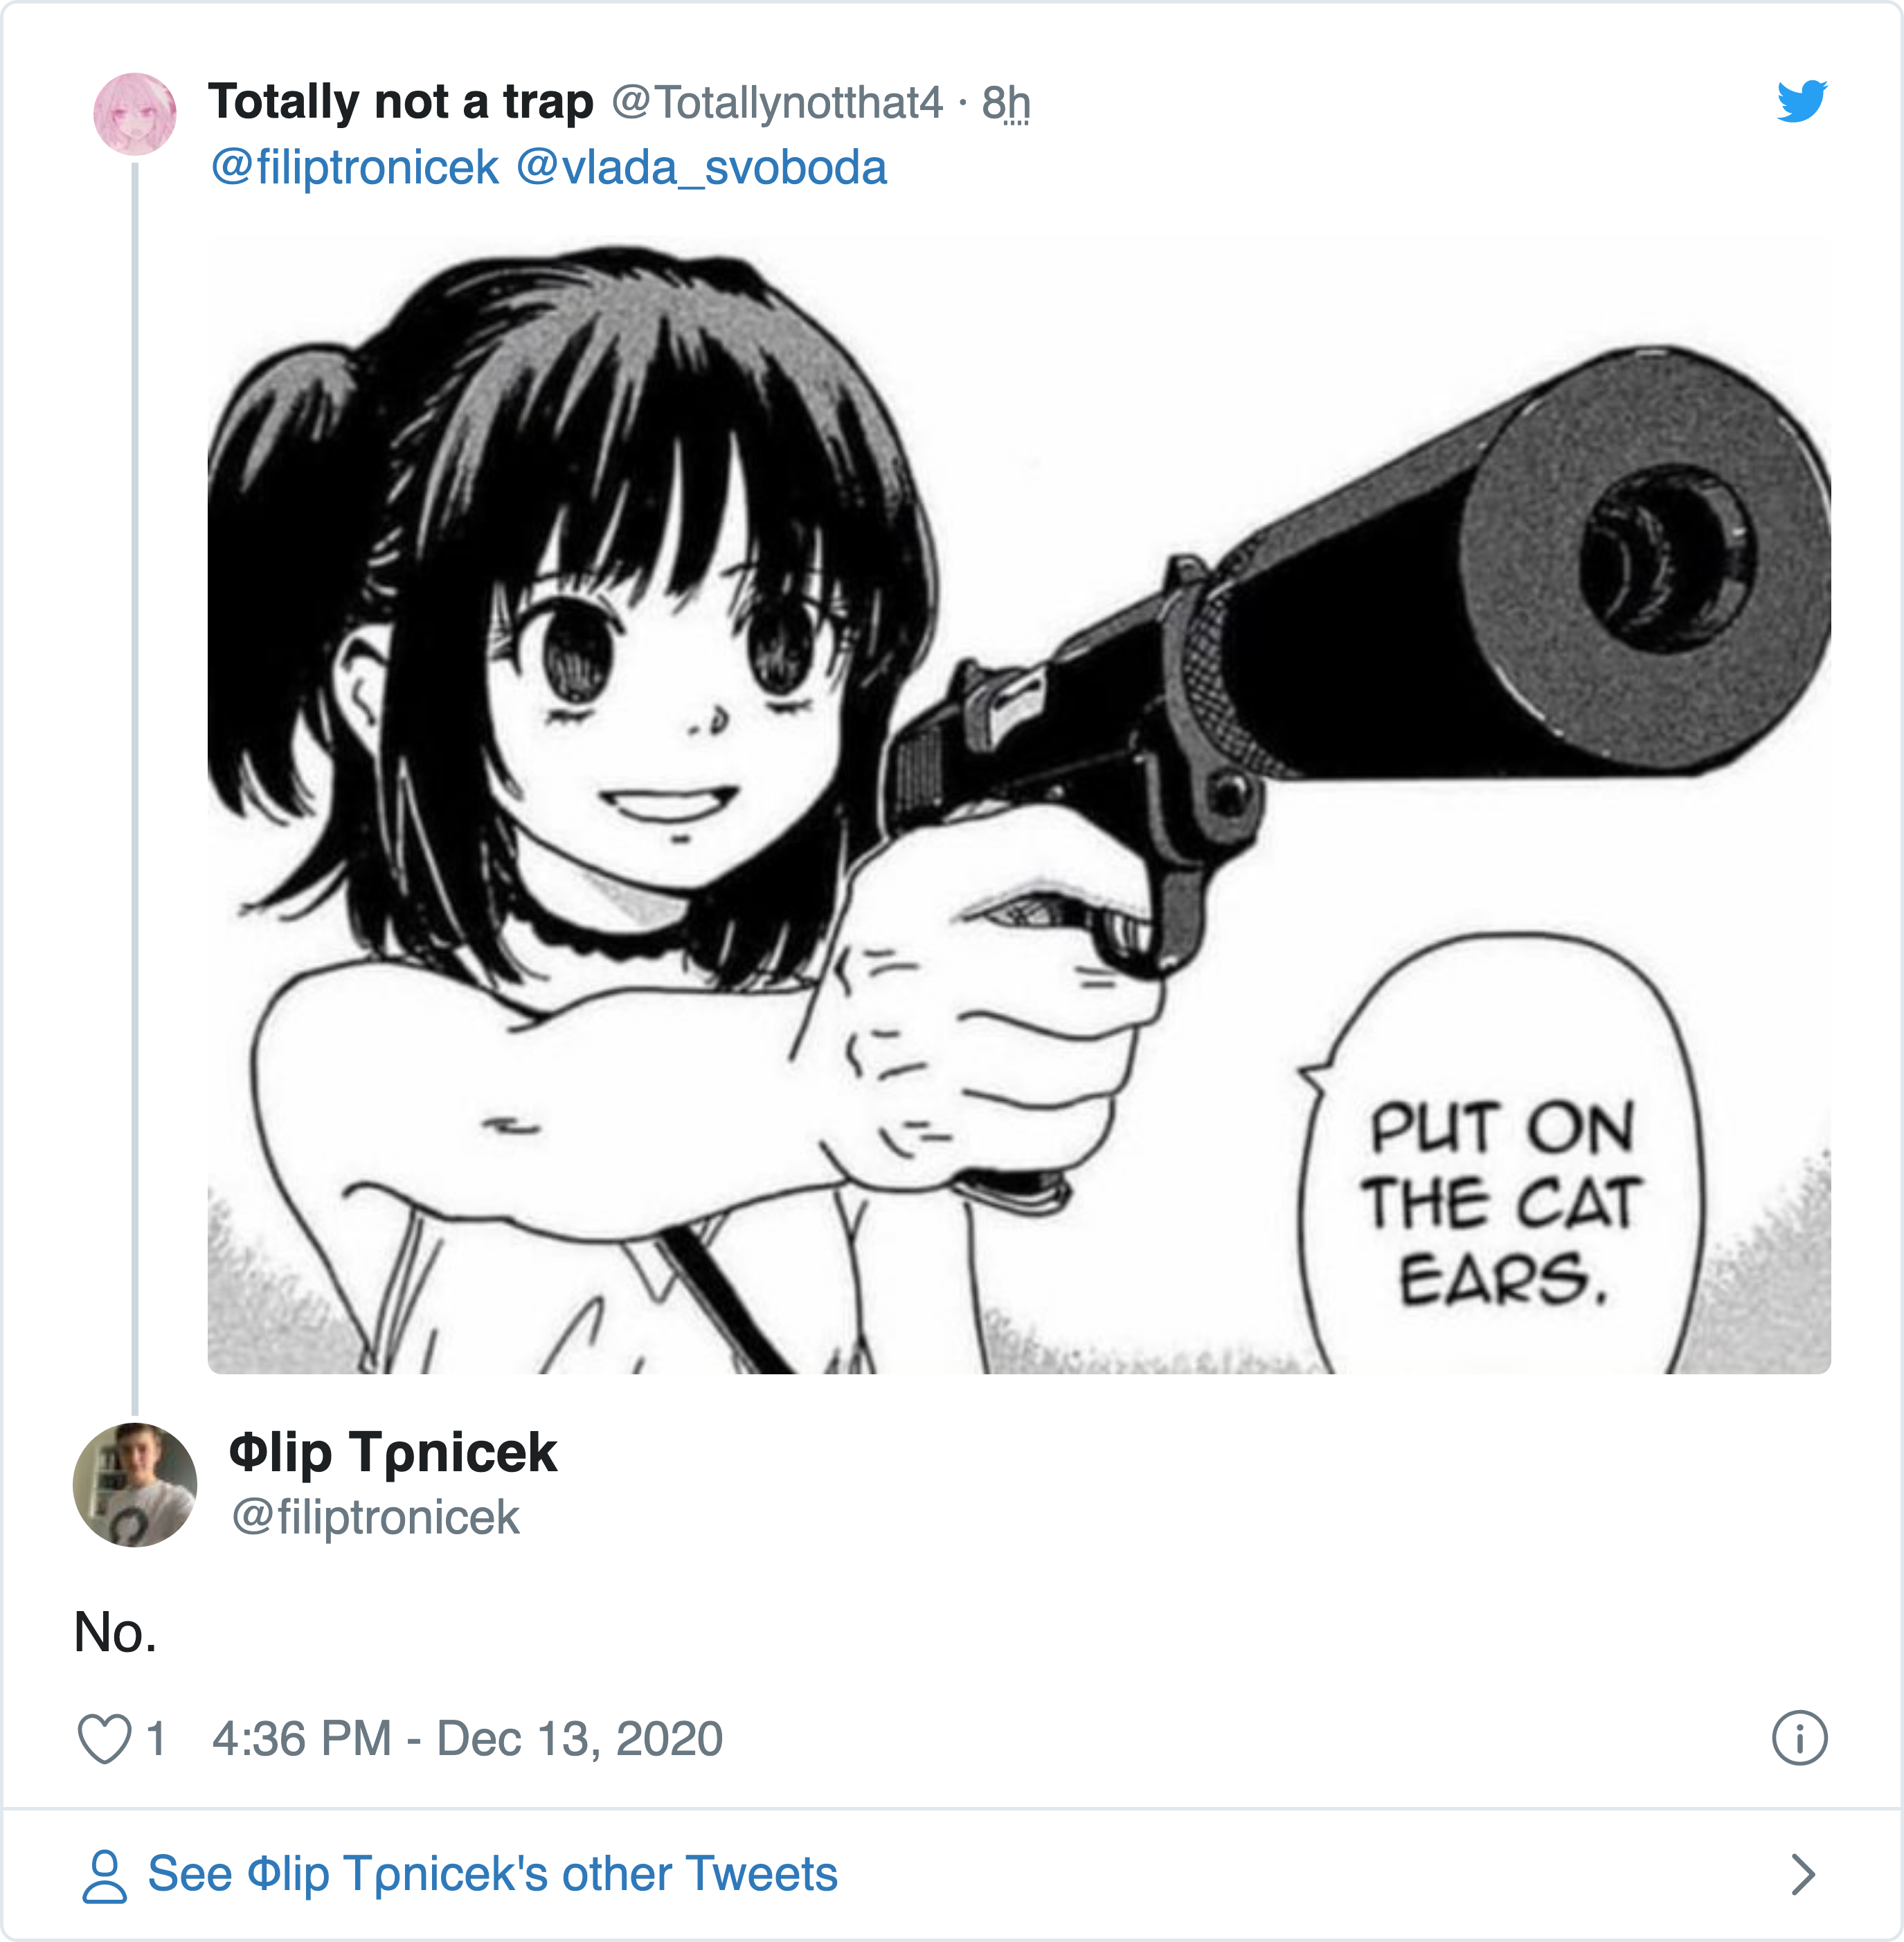 Totally not a trap @Totallynotthat4 · 8h
@filiptronicek @vlada_svoboda
PUT ON
THE CAT
EARS.
Φlip Tρnicek
@filiptronicek
No.
1 4:36 PM - Dec 13, 2020
See Φlip Tρnicek's other Tweets